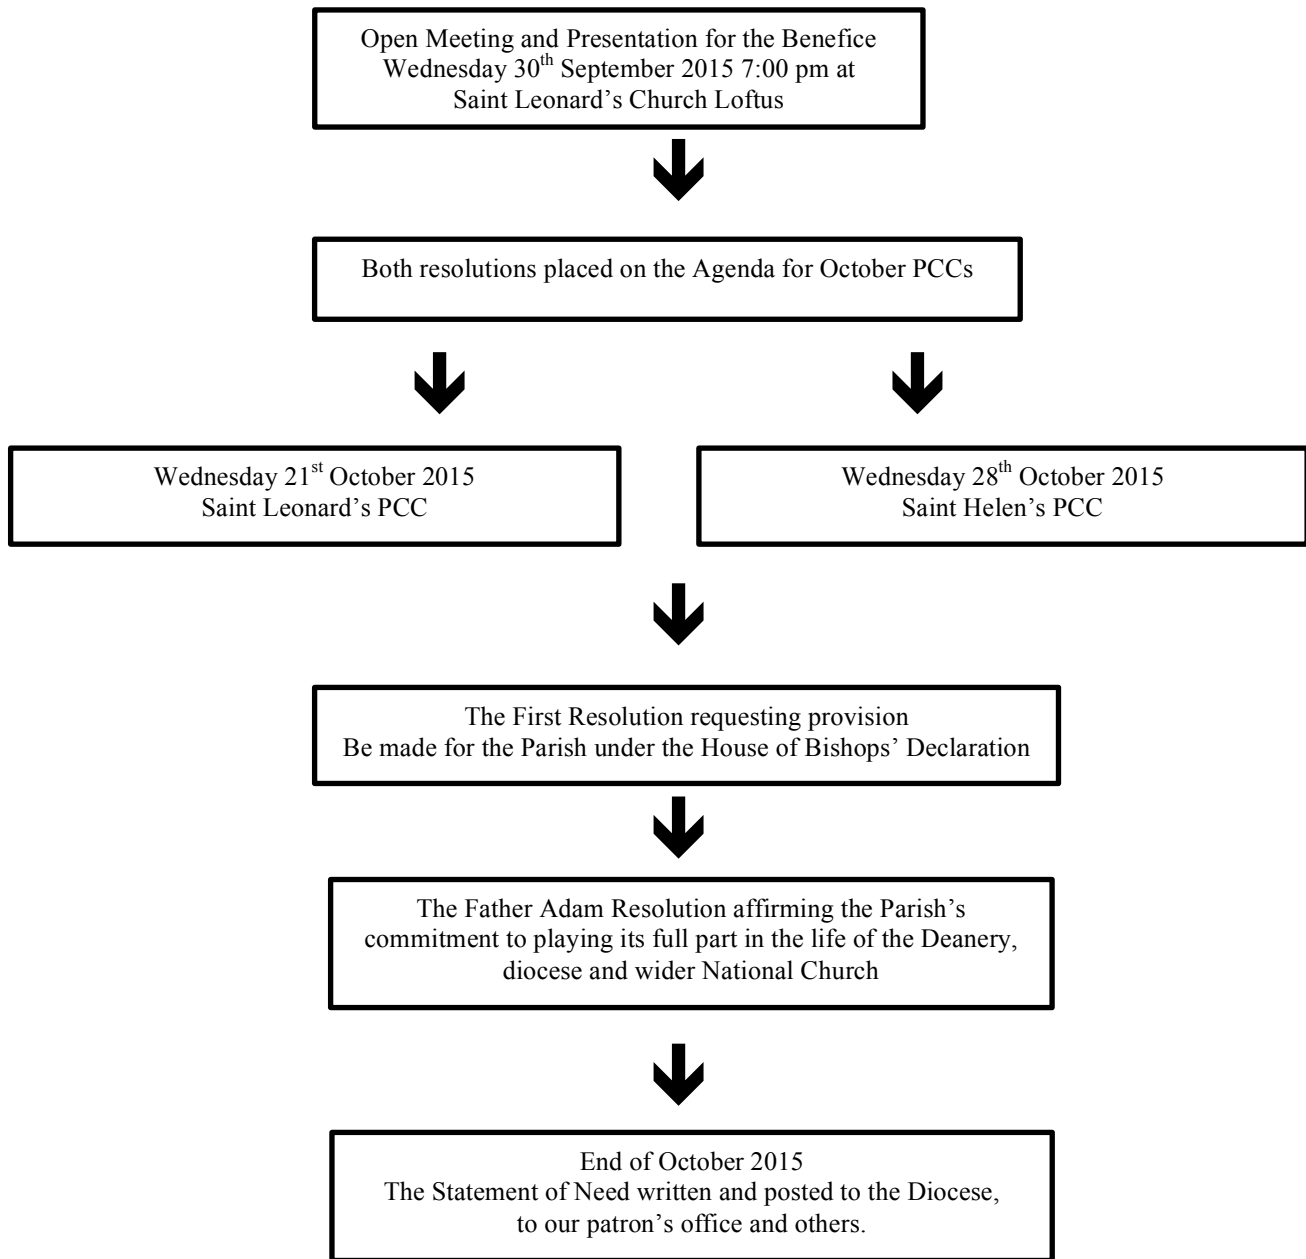 Open Meeting and Presentation for the Benefice
Wednesday 30th September 2015 7:00 pm at
Saint Leonard’s Church Loftus
Both resolutions placed on the Agenda for October PCCs
Wednesday 21st October 2015
Saint Leonard’s PCC
Wednesday 28th October 2015
Saint Helen’s PCC
The First Resolution requesting provision
Be made for the Parish under the House of Bishops’ Declaration
The Father Adam Resolution affirming the Parish’s
commitment to playing its full part in the life of the Deanery,
diocese and wider National Church
End of October 2015
The Statement of Need written and posted to the Diocese,
to our patron’s office and others.